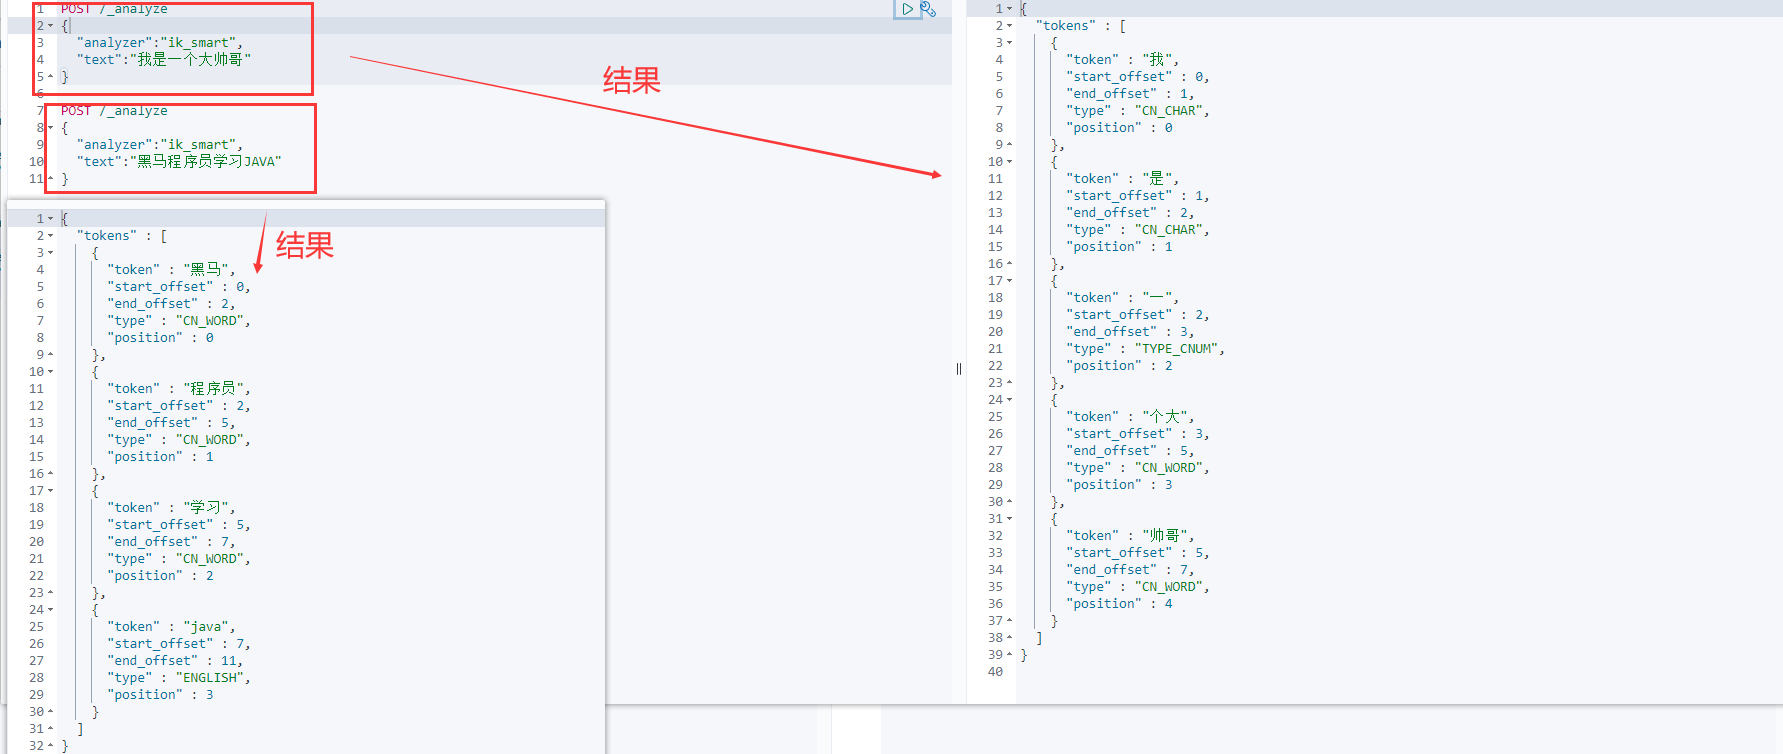 1 POST /_analyze
2 {
3 "analyzer":"ik_smart",
4 "text":"我是一个大帅哥"
5 }
6
7 POST /_analyze
8 {
9 "analyzer":"ik_smart",
10 "text":"黑马程序员学习JAVA"
11 }
结果
1 {
2 "tokens" : [
3 {
4 "token" : "黑马",
5 "start_offset" : 0,
6 "end_offset" : 2,
7 "type" : "CN_WORD",
8 "position" : 0
9 },
10 {
11 "token" : "程序员",
12 "start_offset" : 2,
13 "end_offset" : 5,
14 "type" : "CN_WORD",
15 "position" : 1
16 },
17 {
18 "token" : "学习",
19 "start_offset" : 5,
20 "end_offset" : 7,
21 "type" : "CN_WORD",
22 "position" : 2
23 },
24 {
25 "token" : "java",
26 "start_offset" : 7,
27 "end_offset" : 11,
28 "type" : "ENGLISH",
29 "position" : 3
30 }
31 ]
32 }
结果
1 {
2 "tokens" : [
3 {
4 "token" : "我",
5 "start_offset" : 0,
6 "end_offset" : 1,
7 "type" : "CN_CHAR",
8 "position" : 0
9 },
10 {
11 "token" : "是",
12 "start_offset" : 1,
13 "end_offset" : 2,
14 "type" : "CN_CHAR",
15 "position" : 1
16 },
17 {
18 "token" : "一",
19 "start_offset" : 2,
20 "end_offset" : 3,
21 "type" : "TYPE_CNUM",
22 "position" : 2
23 },
24 {
25 "token" : "个大",
26 "start_offset" : 3,
27 "end_offset" : 5,
28 "type" : "CN_WORD",
29 "position" : 3
30 },
31 {
32 "token" : "帅哥",
33 "start_offset" : 5,
34 "end_offset" : 7,
35 "type" : "CN_WORD",
36 "position" : 4
37 }
38 ]
39 }
40